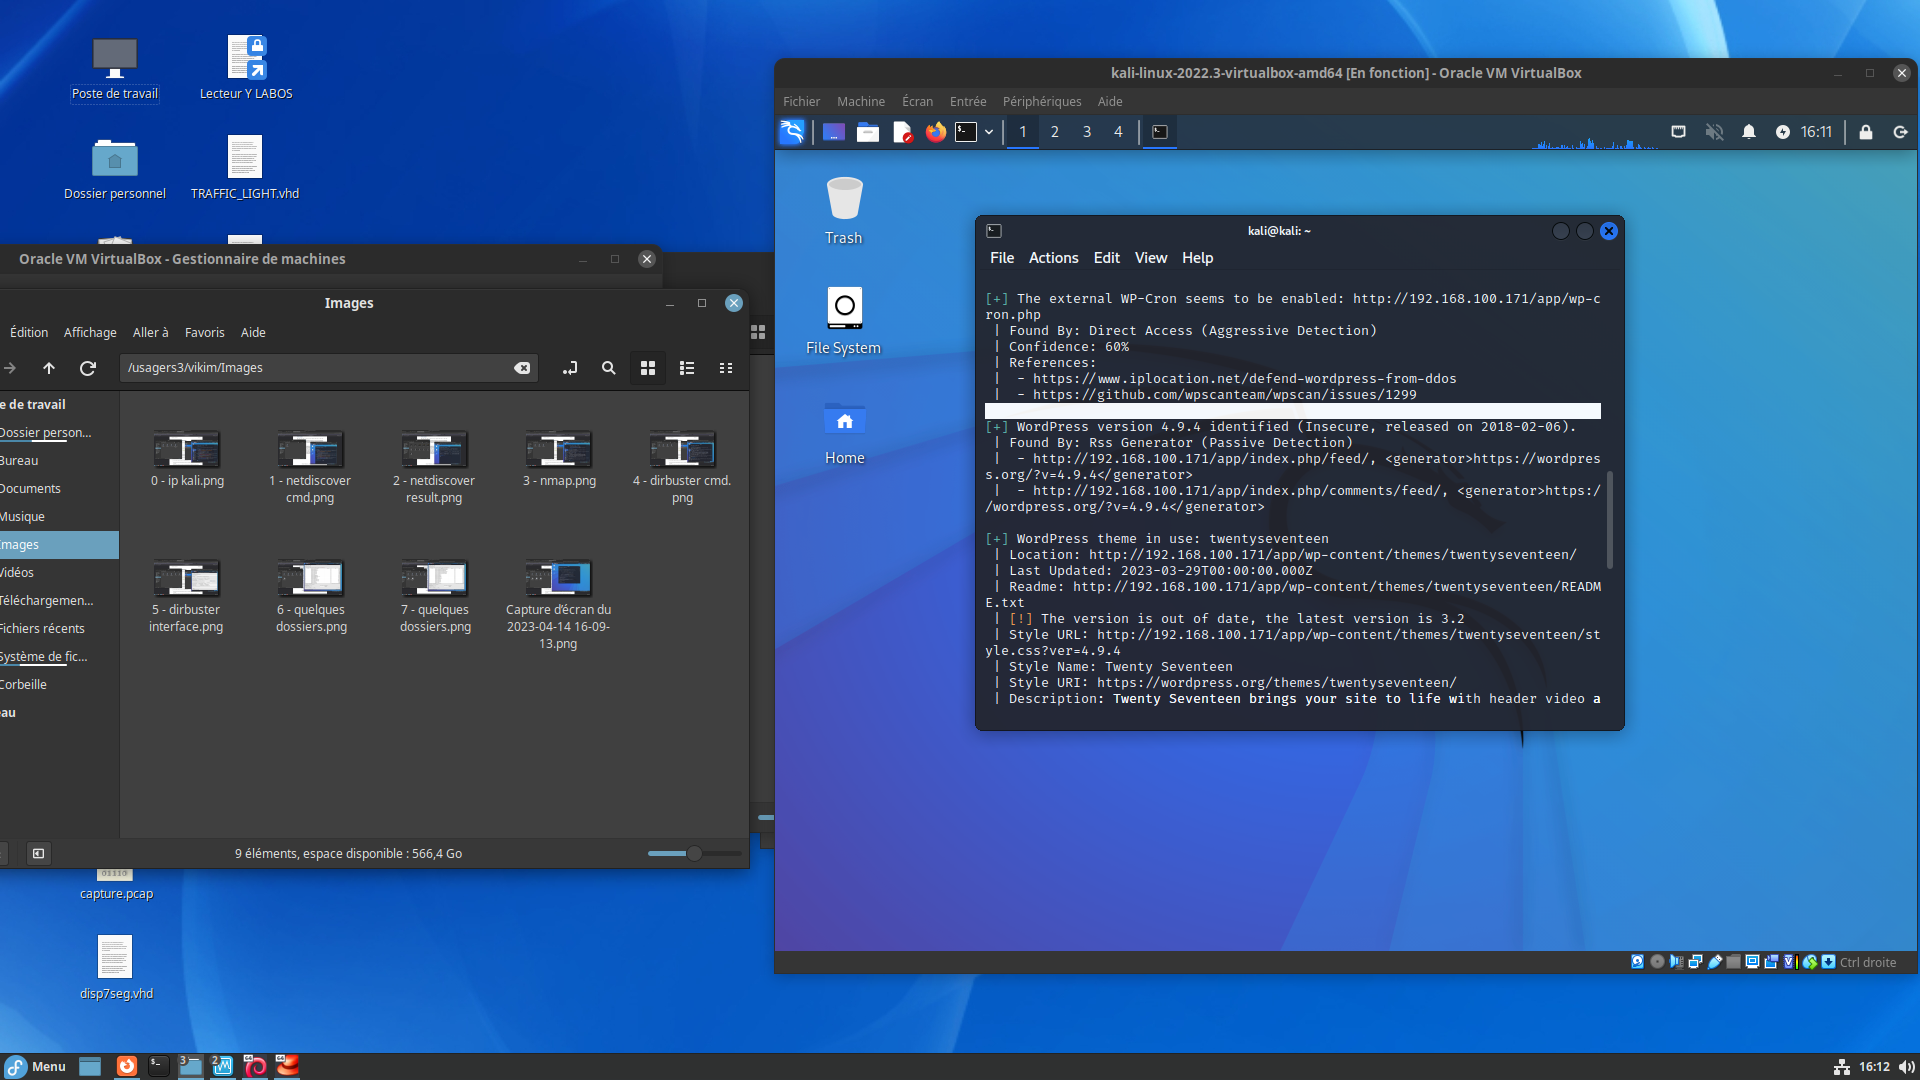 Poste de travail
Lecteur Y LABOS
Dossier personnel
TRAFFIC_LIGHT.vhd
Oracle VM VirtualBox - Gestionnaire de machines
Images
Édition Affichage Aller à Favoris Aide
/usagers3/vikim/Images
e de travail
Dossier person...
Bureau
Documents
Musique
Images
Vidéos
Téléchargemen...
Fichiers récents
Système de fic...
Corbeille
eau
0 - ip kali.png
1 - netdiscover
cmd.png
2 - netdiscover
result.png
3 - nmap.png
4 - dirbuster cmd.
png
5 - dirbuster
interface.png
6 - quelques
dossiers.png
7 - quelques
dossiers.png
Capture d'écran du
2023-04-14 16-09-
13.png
9 éléments, espace disponible : 566,4 Go
01110
capture.pcap
disp7seg.vhd
kali-linux-2022.3-virtualbox-amd64 [En fonction] - Oracle VM VirtualBox
Fichier Machine Écran Entrée Périphériques Aide
1 2 3 4
16:11
Trash
File System
Home
kali@kali: ~
File Actions Edit View Help
[+] The external WP-Cron seems to be enabled: http://192.168.100.171/app/wp-c
ron.php
| Found By: Direct Access (Aggressive Detection)
| Confidence: 60%
| References:
|  - https://www.iplocation.net/defend-wordpress-from-ddos
|  - https://github.com/wpscanteam/wpscan/issues/1299
[+] WordPress version 4.9.4 identified (Insecure, released on 2018-02-06).
| Found By: Rss Generator (Passive Detection)
|  - http://192.168.100.171/app/index.php/feed/, <generator>https://wordpres
s.org/?v=4.9.4</generator>
|  - http://192.168.100.171/app/index.php/comments/feed/, <generator>https:/
/wordpress.org/?v=4.9.4</generator>
[+] WordPress theme in use: twentyseventeen
| Location: http://192.168.100.171/app/wp-content/themes/twentyseventeen/
| Last Updated: 2023-03-29T00:00:00.000Z
| Readme: http://192.168.100.171/app/wp-content/themes/twentyseventeen/READM
E.txt
| [!] The version is out of date, the latest version is 3.2
| Style URL: http://192.168.100.171/app/wp-content/themes/twentyseventeen/st
yle.css?ver=4.9.4
| Style Name: Twenty Seventeen
| Style URI: https://wordpress.org/themes/twentyseventeen/
| Description: Twenty Seventeen brings your site to life with header video a
Ctrl droite
Menu
3
2
64
64
16:12